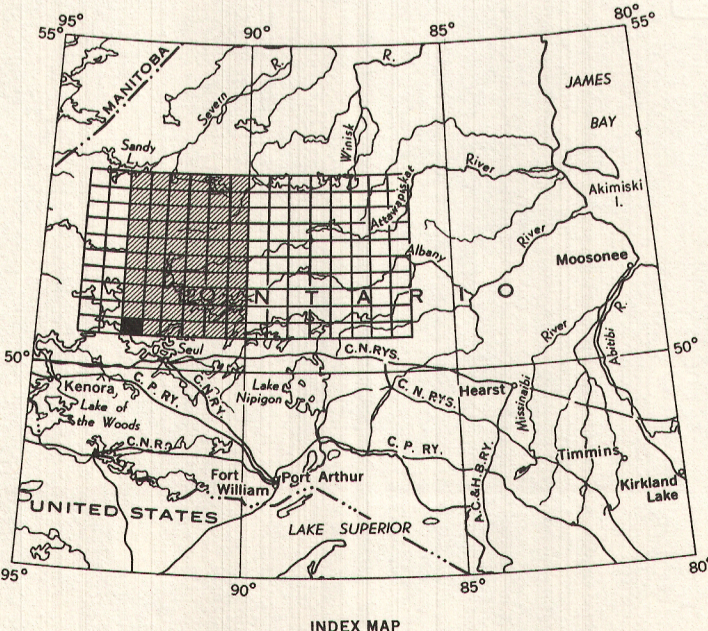 95°
90°
85°
80°
55°
55°
MANITOBA
Severn R.
R.
JAMES
BAY
Sandy
L.
Winisk
River
Attawapiskat
Akimiski
I.
Albany
River
Moosonee
ONTARIO
50°
50°
Seul
C.N.RYS.
River
Abitibi R.
Kenora
C. P. RY.
C.N.RY.
Lake
Nipigon
C. N. RYS.
Hearst
Missinaibi
Lake of
the Woods
C.N.R.
C. P. RY.
A.C.& H.B.RY.
Timmins
Fort
William
Port Arthur
Kirkland
Lake
UNITED STATES
LAKE SUPERIOR
95°
90°
85°
80°
INDEX MAP